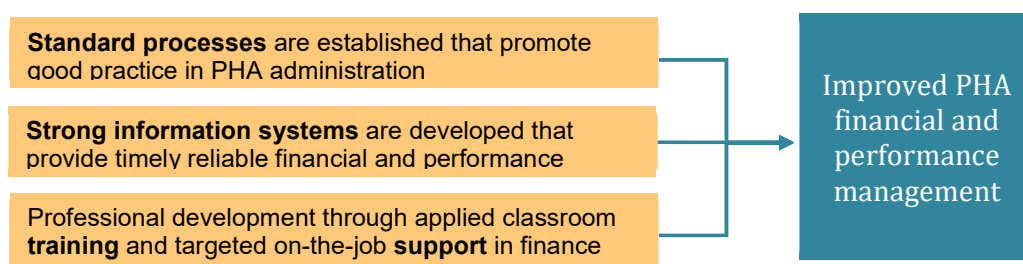 Standard processes are established that promote
good practice in PHA administration
Strong information systems are developed that
provide timely reliable financial and performance
Professional development through applied classroom
training and targeted on-the-job support in finance
Improved PHA
financial and
performance
management